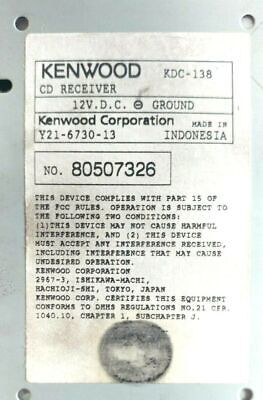 KENWOOD KDC-138
CD RECEIVER
12V.D.C. ⊖ GROUND
Kenwood Corporation MADE IN
Y21-6730-13 INDONESIA
NO. 80507326
THIS DEVICE COMPLIES WITH PART 15 OF
THE FCC RULES. OPERATION IS SUBJECT TO
THE FOLLOWING TWO CONDITIONS:
(1)THIS DEVICE MAY NOT CAUSE HARMFUL
INTERFERENCE, AND (2) THIS DEVICE
MUST ACCEPT ANY INTERFERENCE RECEIVED,
INCLUDING INTERFERENCE THAT MAY CAUSE
UNDESIRED OPERATION.
KENWOOD CORPORATION
2967-3, ISHIKAWA-MACHI,
HACHIOJI-SHI, TOKYO, JAPAN
KENWOOD CORP. CERTIFIES THIS EQUIPMENT
CONFORMS TO DHHS REGULATIONS NO.21 CFR
1040.10, CHAPTER 1, SUBCHAPTER J.